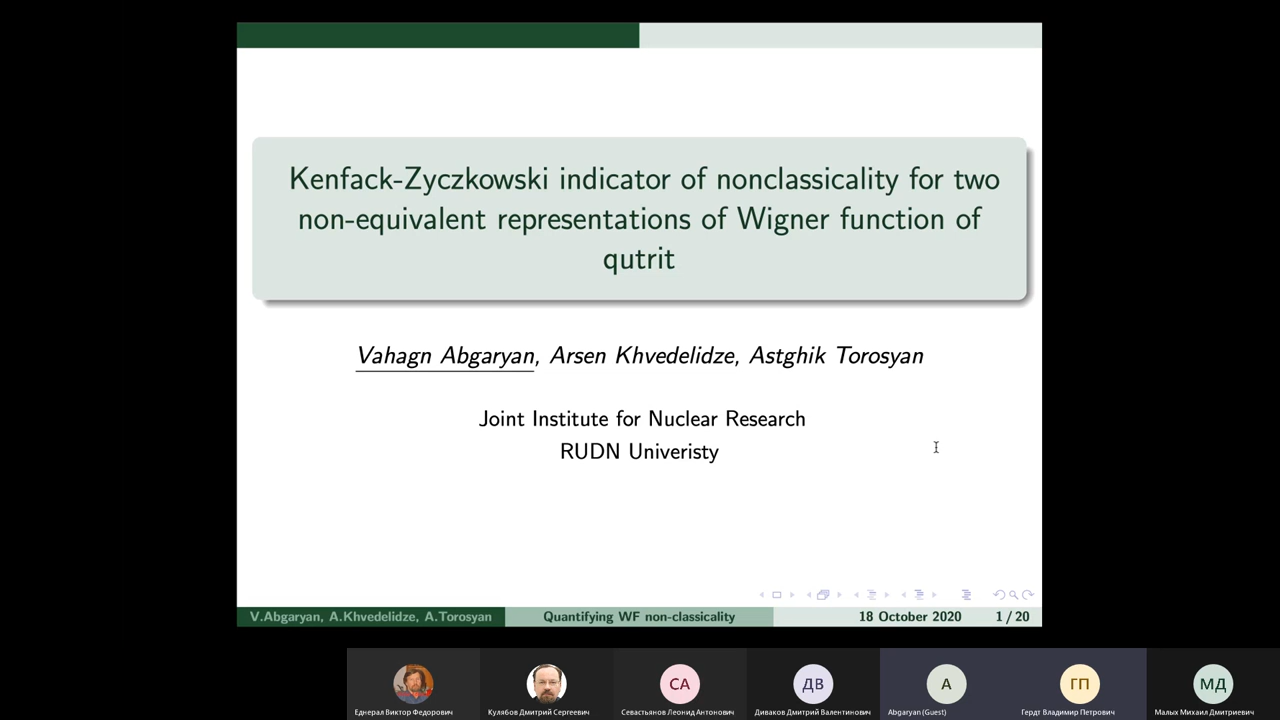 Kenfack-Zyczkowski indicator of nonclassicality for two
non-equivalent representations of Wigner function of
qutrit
Vahagn Abgaryan, Arsen Khvedelidze, Astghik Torosyan
Joint Institute for Nuclear Research
RUDN Univeristy
V.Abgaryan, A.Khvedelidze, A.Torosyan Quantifying WF non-classicality 18 October 2020 1 / 20
СА ДВ А ГП МД
Еднерал Виктор Федорович Кулябов Дмитрий Сергеевич Севастьянов Леонид Антонович Диваков Дмитрий Валентинович Abgaryan (Guest) Гердт Владимир Петрович Малых Михаил Дмитриевич